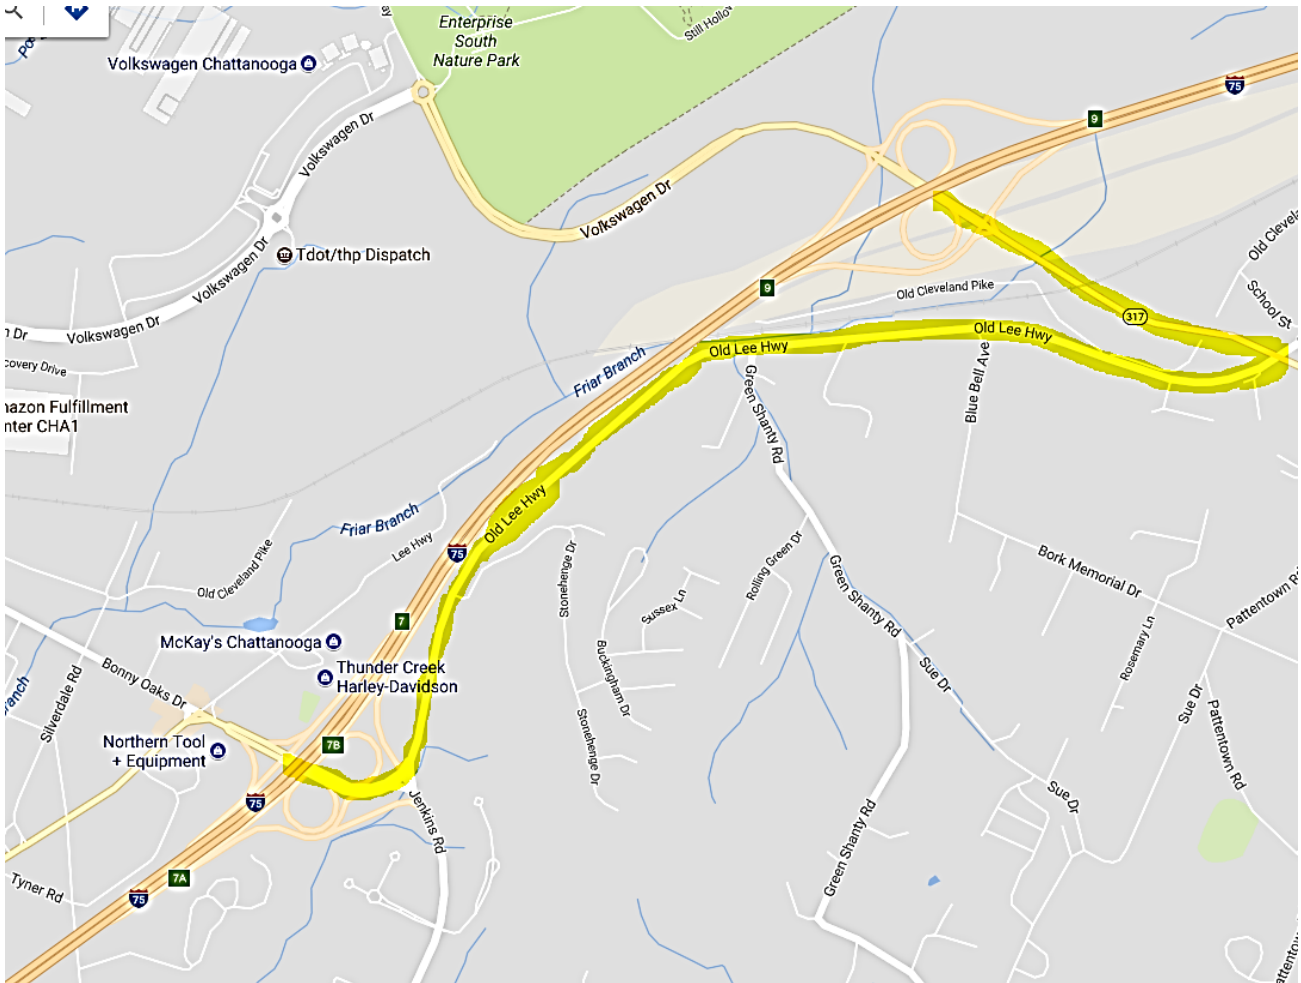 Enterprise
South
Nature Park
Still Hollow
Volkswagen Chattanooga
75
9
Volkswagen Dr
Volkswagen Dr
Tdot/thp Dispatch
Volkswagen Dr
Old Clevela
9
Old Cleveland Pike
School St
317
n Dr
Volkswagen Dr
Old Lee Hwy
Old Lee Hwy
covery Drive
Friar Branch
Blue Bell Ave
Green Shanty Rd
mazon Fulfillment
nter CHA1
Old Lee Hwy
Friar Branch
Lee Hwy
75
Old Cleveland Pike
Stonehenge Dr
Rolling Green Dr
Bork Memorial Dr
Green Shanty Rd
Pattentown Rd
Sussex Ln
7
McKay's Chattanooga
Thunder Creek
Harley-Davidson
Buckingham Dr
Rosemary Ln
Sue Dr
Sue Dr
Bonny Oaks Dr
Silverdale Rd
ranch
Stonehenge Dr
Pattentown Rd
Northern Tool
+ Equipment
7B
75
Jenkins Rd
Sue Dr
Green Shanty Rd
7A
Tyner Rd
75
attentown